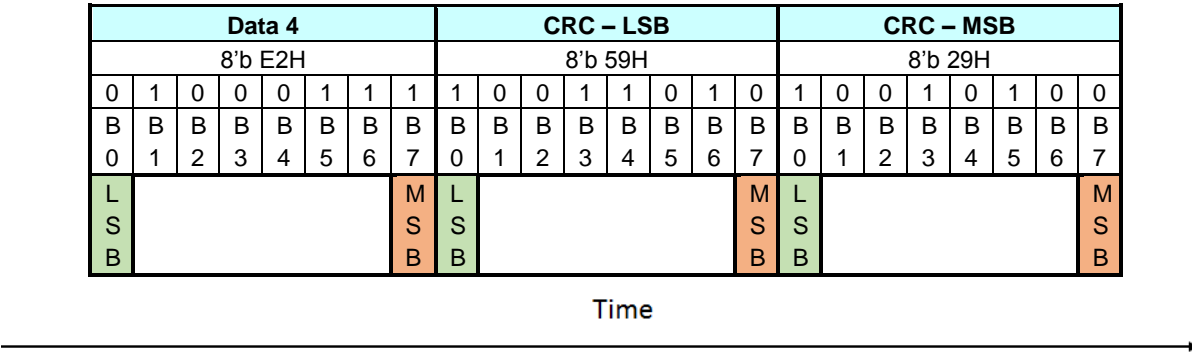 Data 4 CRC – LSB CRC – MSB
8’b E2H 8’b 59H 8’b 29H
0 1 0 0 0 1 1 1 1 0 0 1 1 0 1 0 1 0 0 1 0 1 0 0
B B B B B B B B B B B B B B B B B B B B B B B B
0 1 2 3 4 5 6 7 0 1 2 3 4 5 6 7 0 1 2 3 4 5 6 7
L M L M L M
S S S S S S
B B B B B B
Time